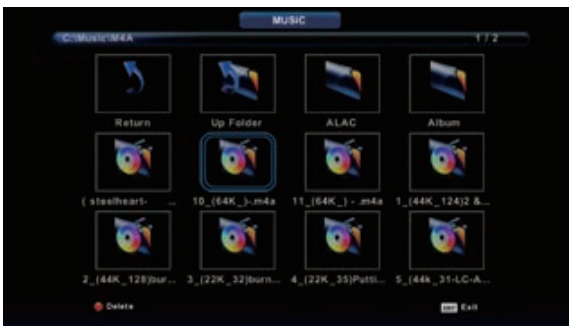 MUSIC
C:\Music\M4A 1 / 2
Return Up Folder ALAC Album
( steelheart- ... 10_(64K_)-.m4a 11_(64K_) - .m4a 1_(44K_124)2 &...
2_(44K_128)bur... 3_(22K_32)burn... 4_(22K_35)Putti... 5_(44k_31-LC-A...
Delete Exit